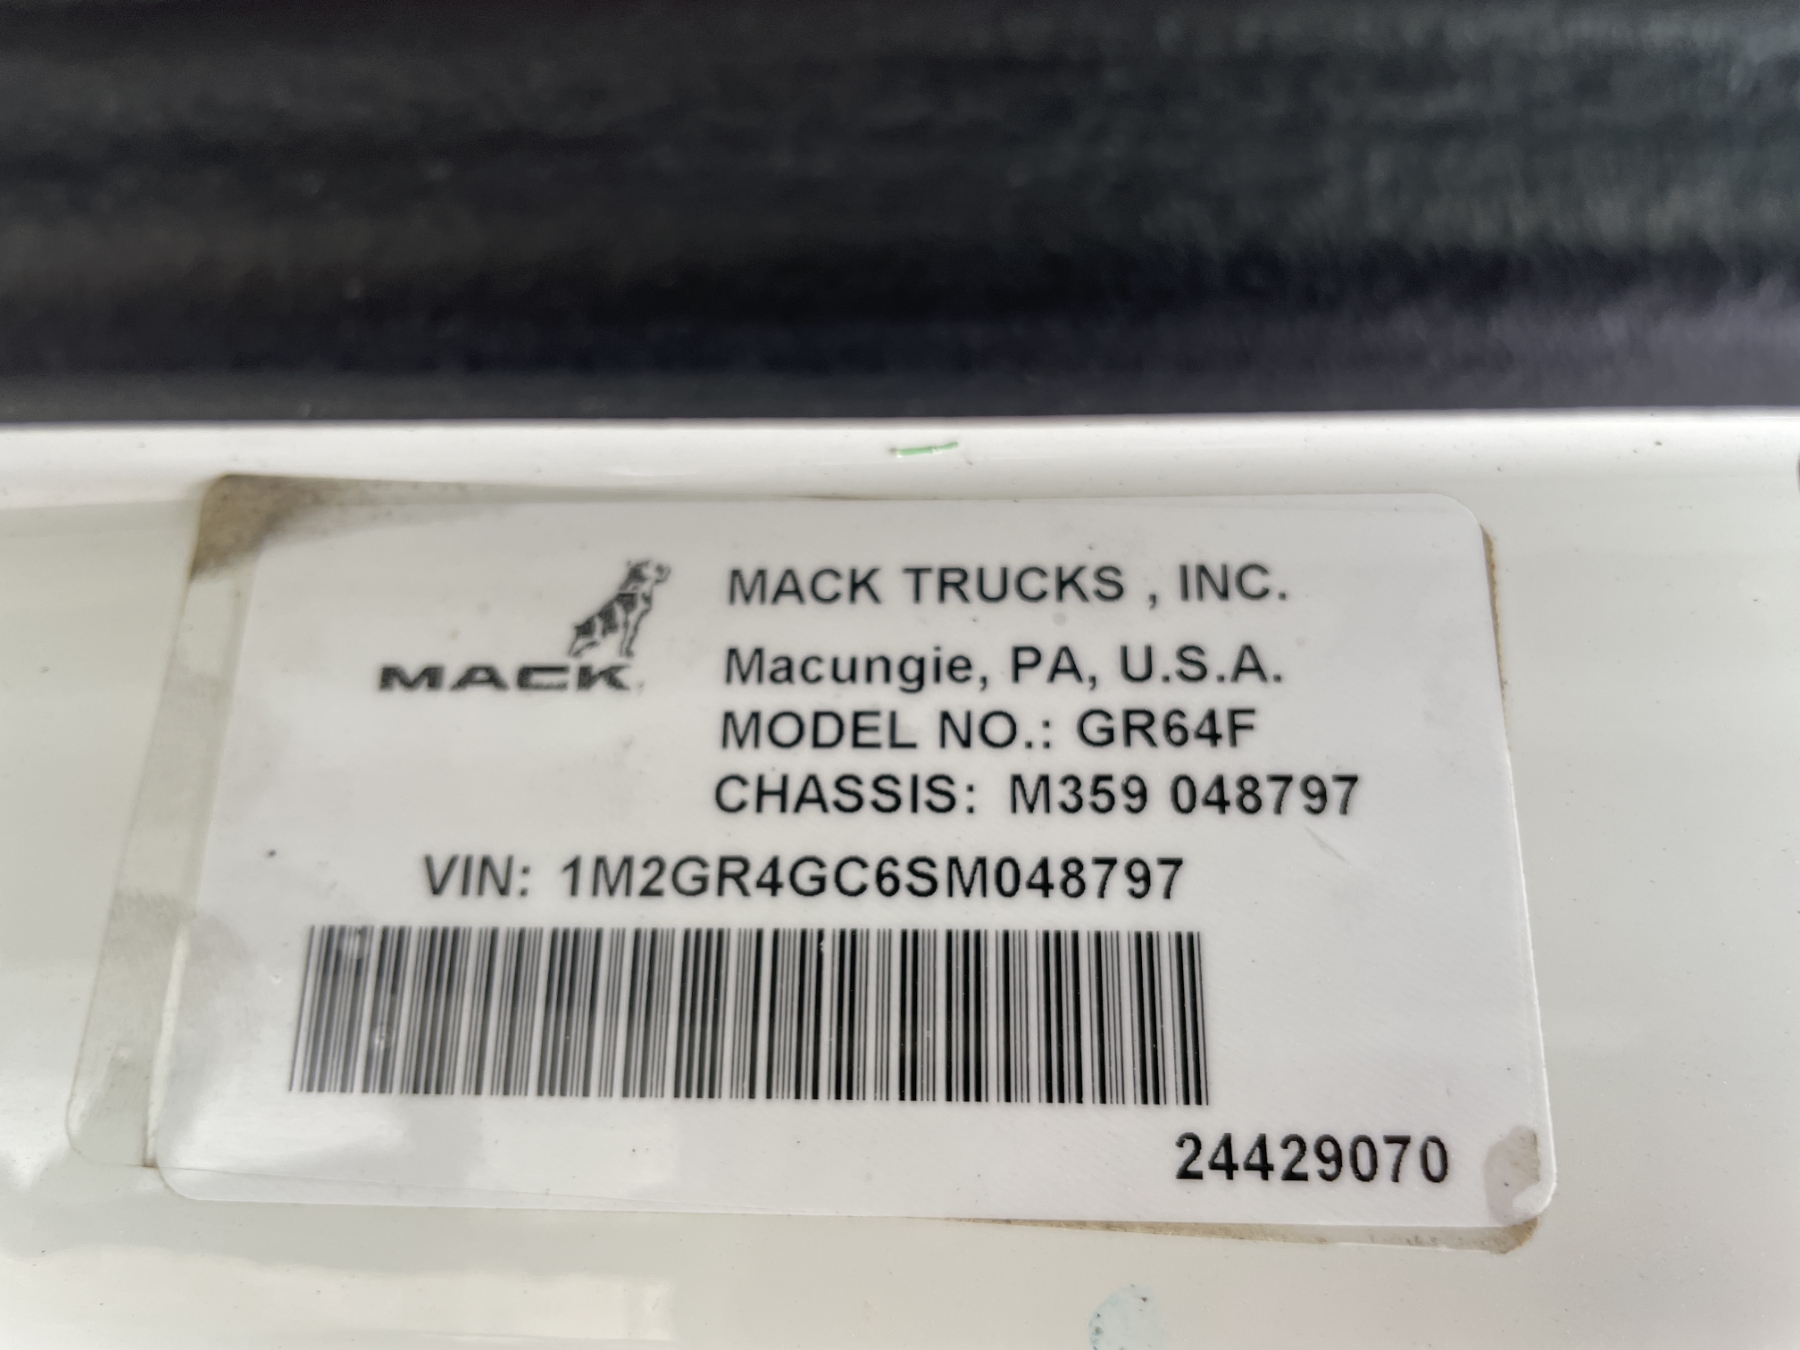 MACK
MACK TRUCKS , INC.
Macungie, PA, U.S.A.
MODEL NO.: GR64F
CHASSIS: M359 048797
VIN: 1M2GR4GC6SM048797
24429070